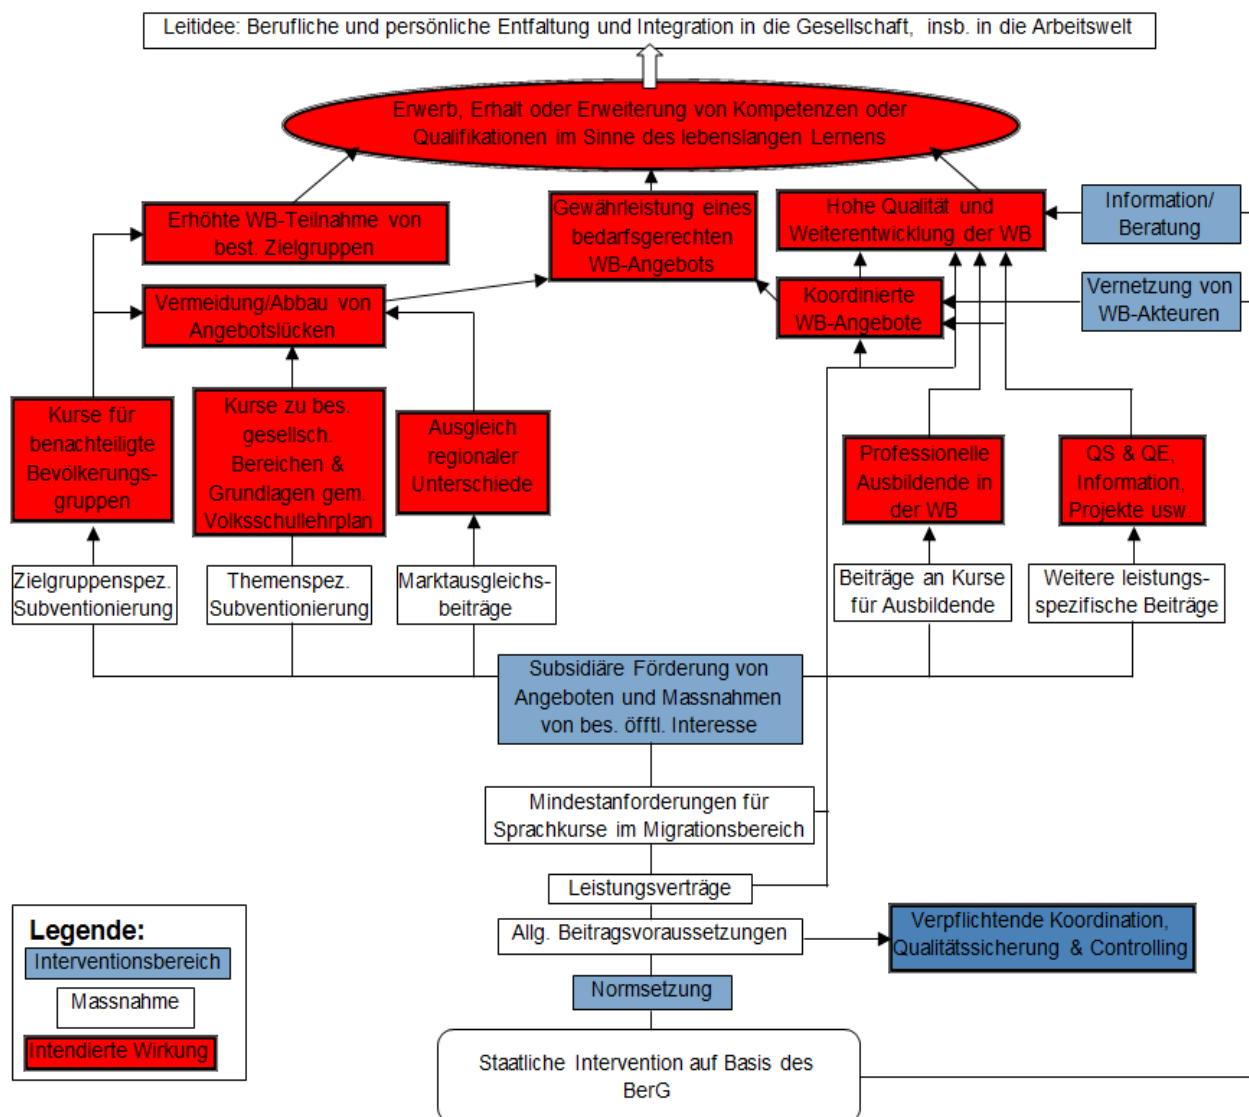 Leitidee: Berufliche und persönliche Entfaltung und Integration in die Gesellschaft, insb. in die Arbeitswelt
Erwerb, Erhalt oder Erweiterung von Kompetenzen oder
Qualifikationen im Sinne des lebenslangen Lernens
Erhöhte WB-Teilnahme von
best. Zielgruppen
Gewährleistung eines
bedarfsgerechten
WB-Angebots
Hohe Qualität und
Weiterentwicklung der WB
Information/
Beratung
Vermeidung/Abbau von
Angebotslücken
Koordinierte
WB-Angebote
Vernetzung von
WB-Akteuren
Kurse für
benachteiligte
Bevölkerungs-
gruppen
Kurse zu bes.
gesellsch.
Bereichen &
Grundlagen gem.
Volksschullehrplan
Ausgleich
regionaler
Unterschiede
Professionelle
Ausbildende in
der WB
QS & QE,
Information,
Projekte usw.
Zielgruppenspez.
Subventionierung
Themenspez.
Subventionierung
Marktausgleichs-
beiträge
Beiträge an Kurse
für Ausbildende
Weitere leistungs-
spezifische Beiträge
Subsidiäre Förderung von
Angeboten und Massnahmen
von bes. öfftl. Interesse
Mindestanforderungen für
Sprachkurse im Migrationsbereich
Leistungsverträge
Allg. Beitragsvoraussetzungen
Verpflichtende Koordination,
Qualitätssicherung & Controlling
Normsetzung
Staatliche Intervention auf Basis des
BerG
Legende:
Interventionsbereich
Massnahme
Intendierte Wirkung